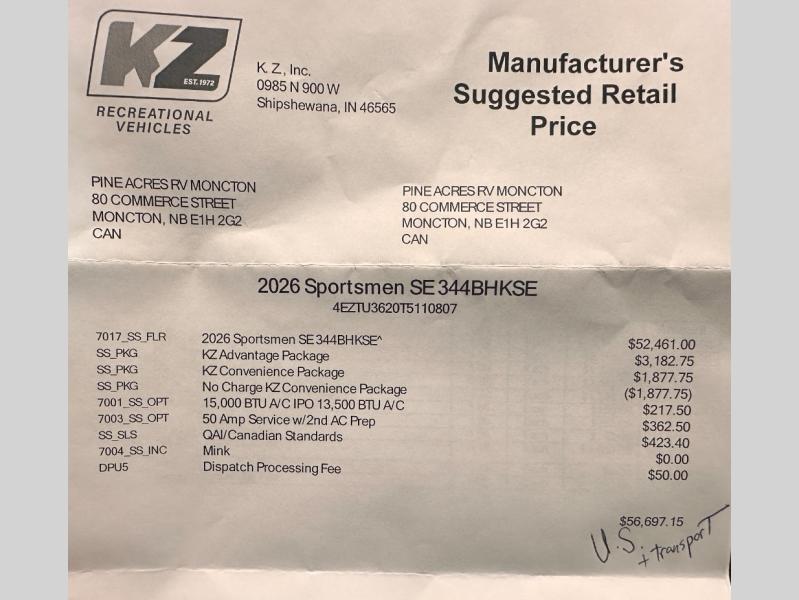 KZ
EST. 1972
RECREATIONAL
VEHICLES
K. Z., Inc.
0985 N 900 W
Shipshewana, IN 46565
Manufacturer's
Suggested Retail
Price
PINE ACRES RV MONCTON
80 COMMERCE STREET
MONCTON, NB E1H 2G2
CAN
PINE ACRES RV MONCTON
80 COMMERCE STREET
MONCTON, NB E1H 2G2
CAN
2026 Sportsmen SE 344BHKSE
4EZTU3620T5110807
7017_SS_FLR 2026 Sportsmen SE 344BHKSE^ $52,461.00
SS_PKG KZ Advantage Package $3,182.75
SS_PKG KZ Convenience Package $1,877.75
SS_PKG No Charge KZ Convenience Package ($1,877.75)
7001_SS_OPT 15,000 BTU A/C IPO 13,500 BTU A/C $217.50
7003_SS_OPT 50 Amp Service w/2nd AC Prep $362.50
SS_SLS QAI/Canadian Standards $423.40
7004_SS_INC Mink $0.00
DPU5 Dispatch Processing Fee $50.00
$56,697.15
U.S.
+ transport